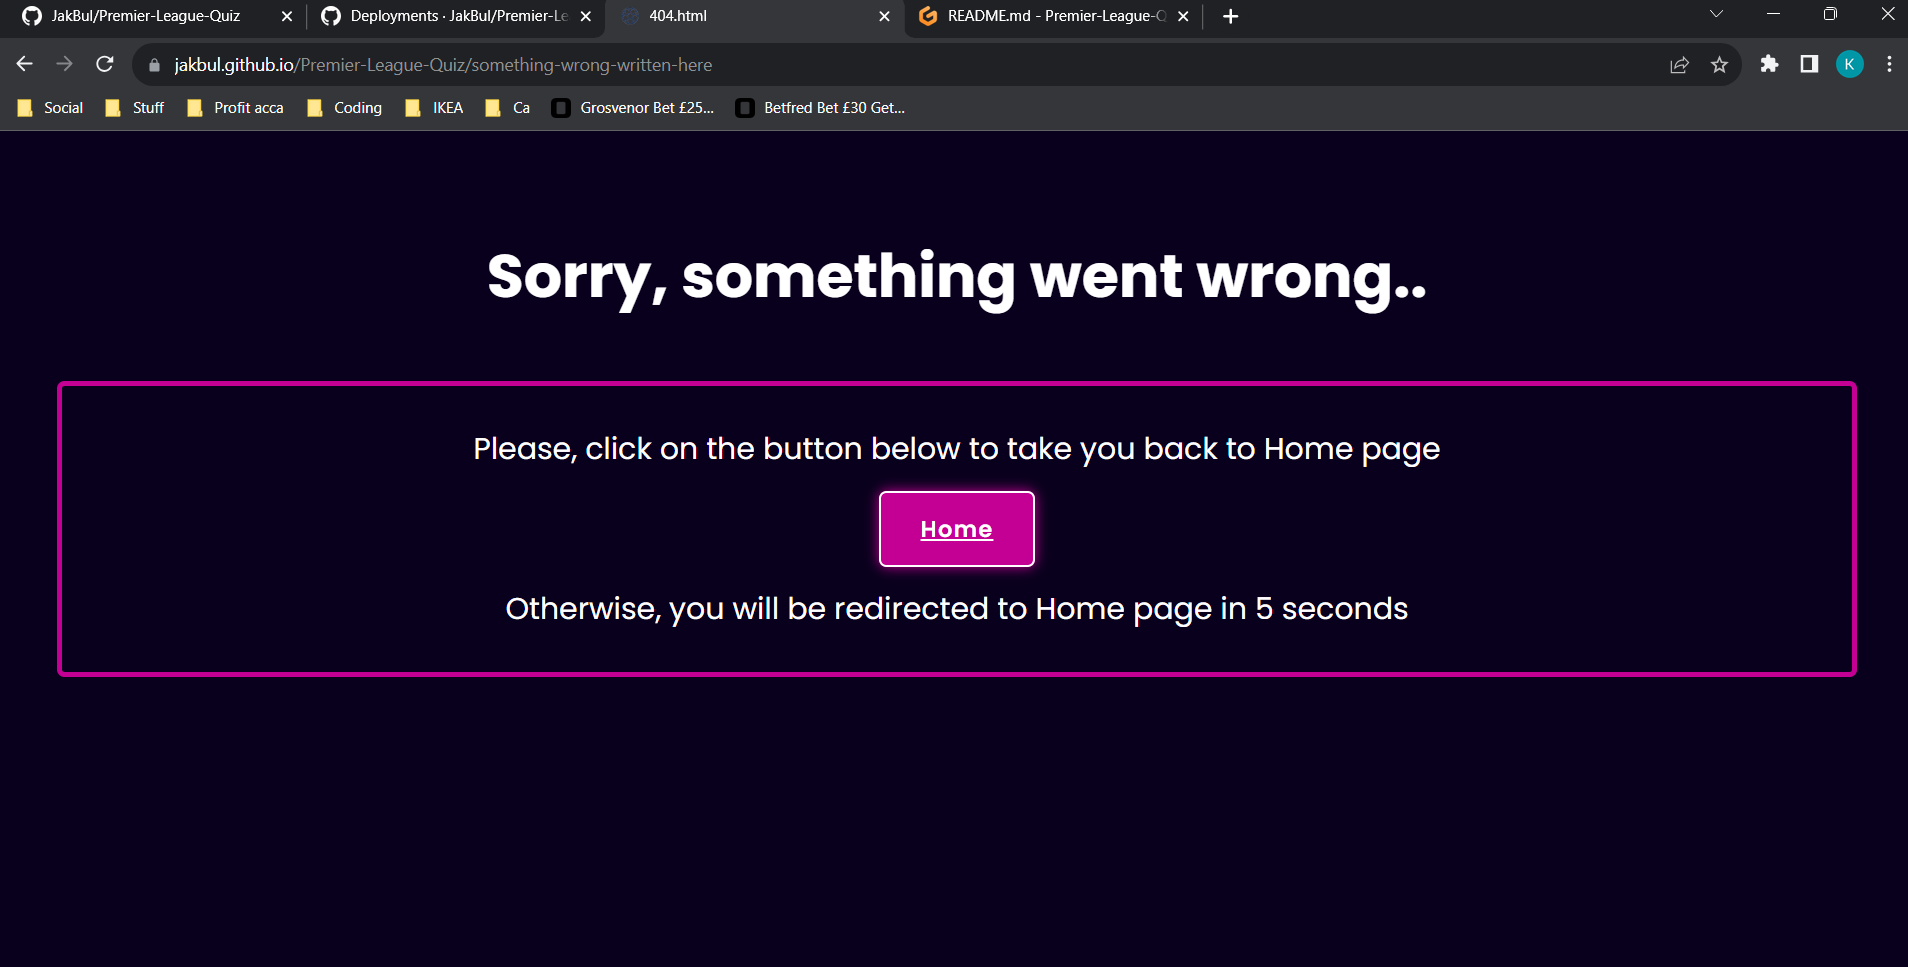 JakBul/Premier-League-Quiz
Deployments · JakBul/Premier-Le
404.html
README.md - Premier-League-Q
jakbul.github.io/Premier-League-Quiz/something-wrong-written-here
K
Social Stuff Profit acca Coding IKEA Ca Grosvenor Bet £25... Betfred Bet £30 Get...
Sorry, something went wrong..
Please, click on the button below to take you back to Home page
Home
Otherwise, you will be redirected to Home page in 5 seconds